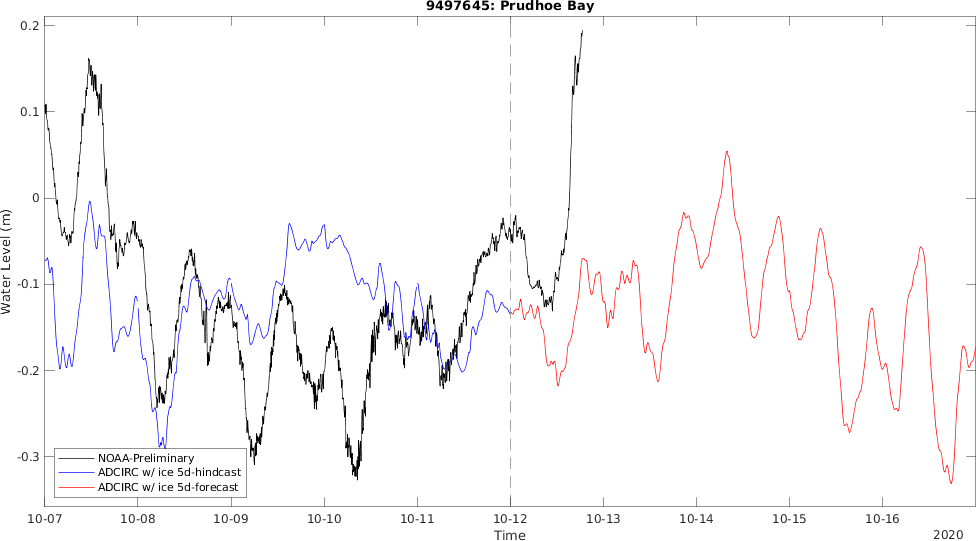 9497645: Prudhoe Bay
Water Level (m)
0.2
0.1
0
-0.1
-0.2
-0.3
NOAA-Preliminary
ADCIRC w/ ice 5d-hindcast
ADCIRC w/ ice 5d-forecast
10-07 10-08 10-09 10-10 10-11 10-12 10-13 10-14 10-15 10-16
Time
2020